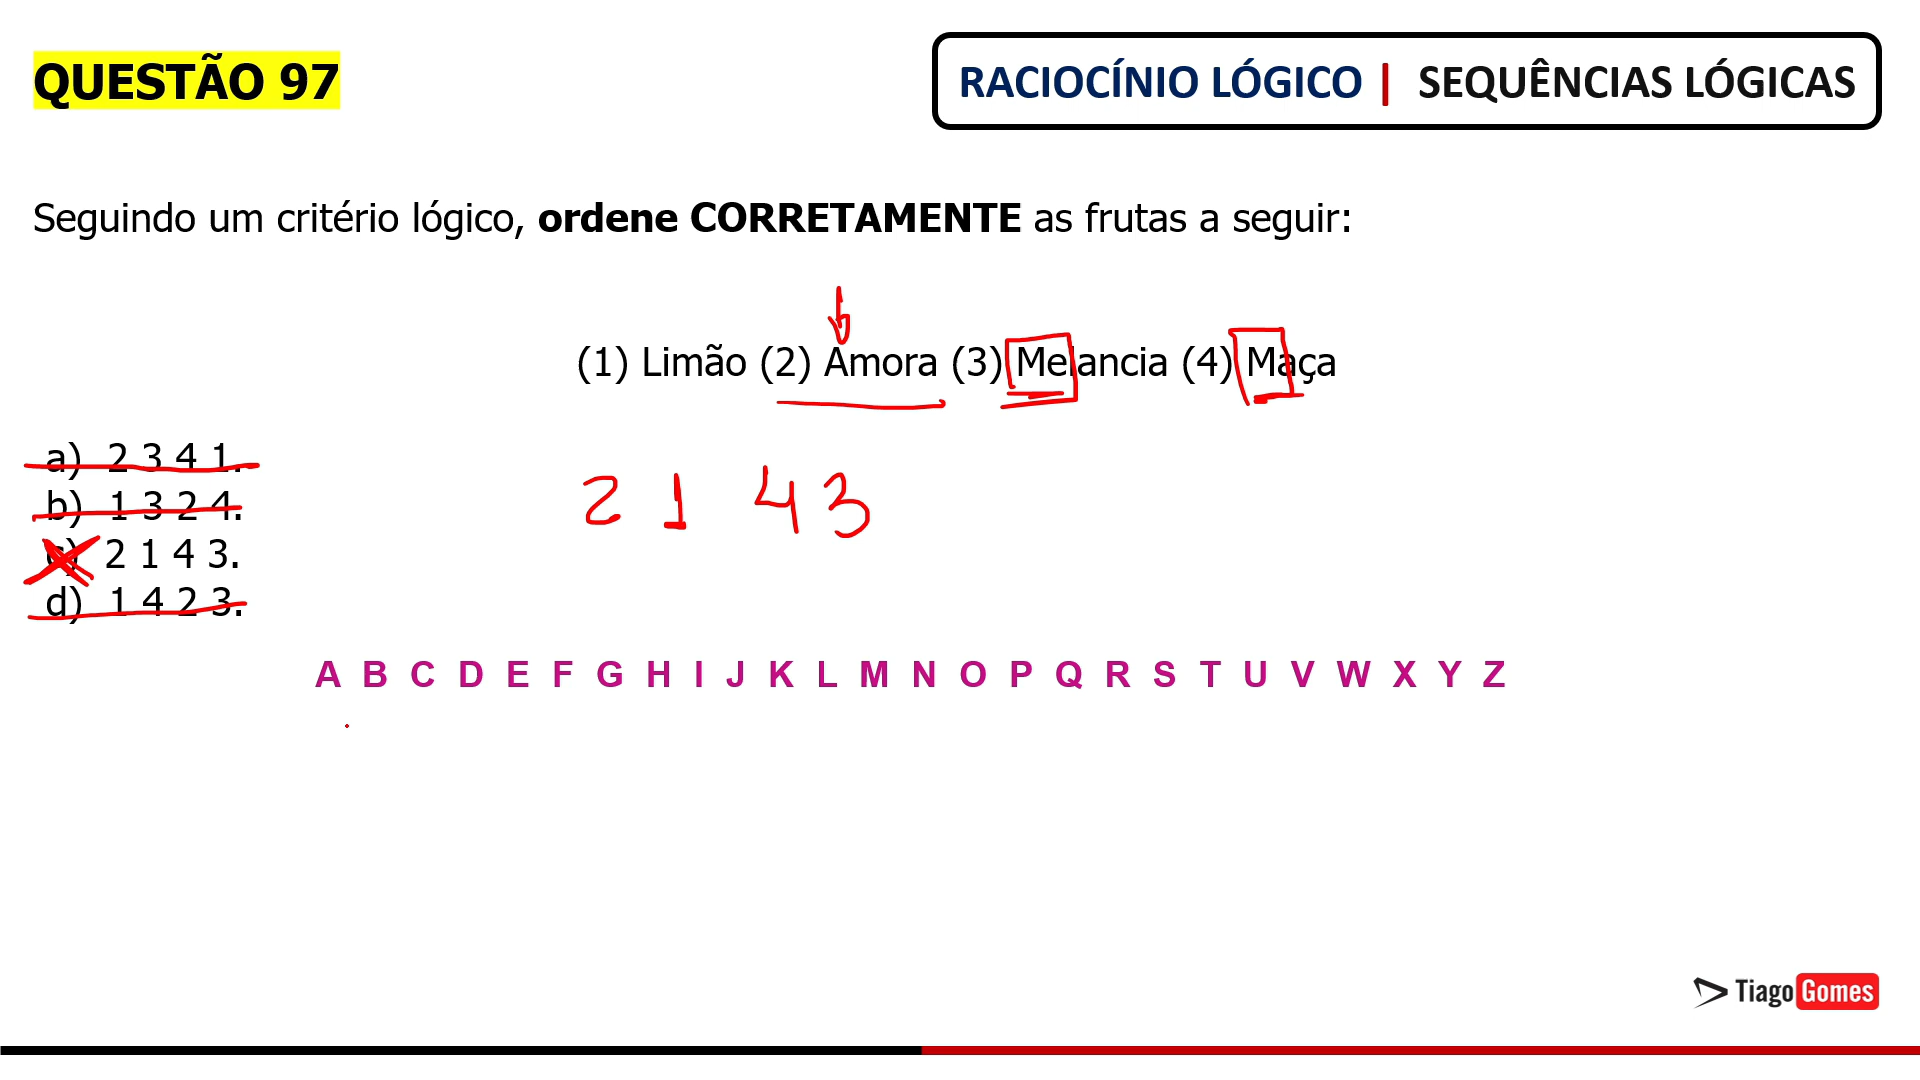 QUESTÃO 97
RACIOCÍNIO LÓGICO | SEQUÊNCIAS LÓGICAS
Seguindo um critério lógico, ordene CORRETAMENTE as frutas a seguir:
(1) Limão (2) Amora (3) Melancia (4) Maça
a) 2 3 4 1.
b) 1 3 2 4.
c) 2 1 4 3.
d) 1 4 2 3.
2 1 4 3
A B C D E F G H I J K L M N O P Q R S T U V W X Y Z
Tiago Gomes